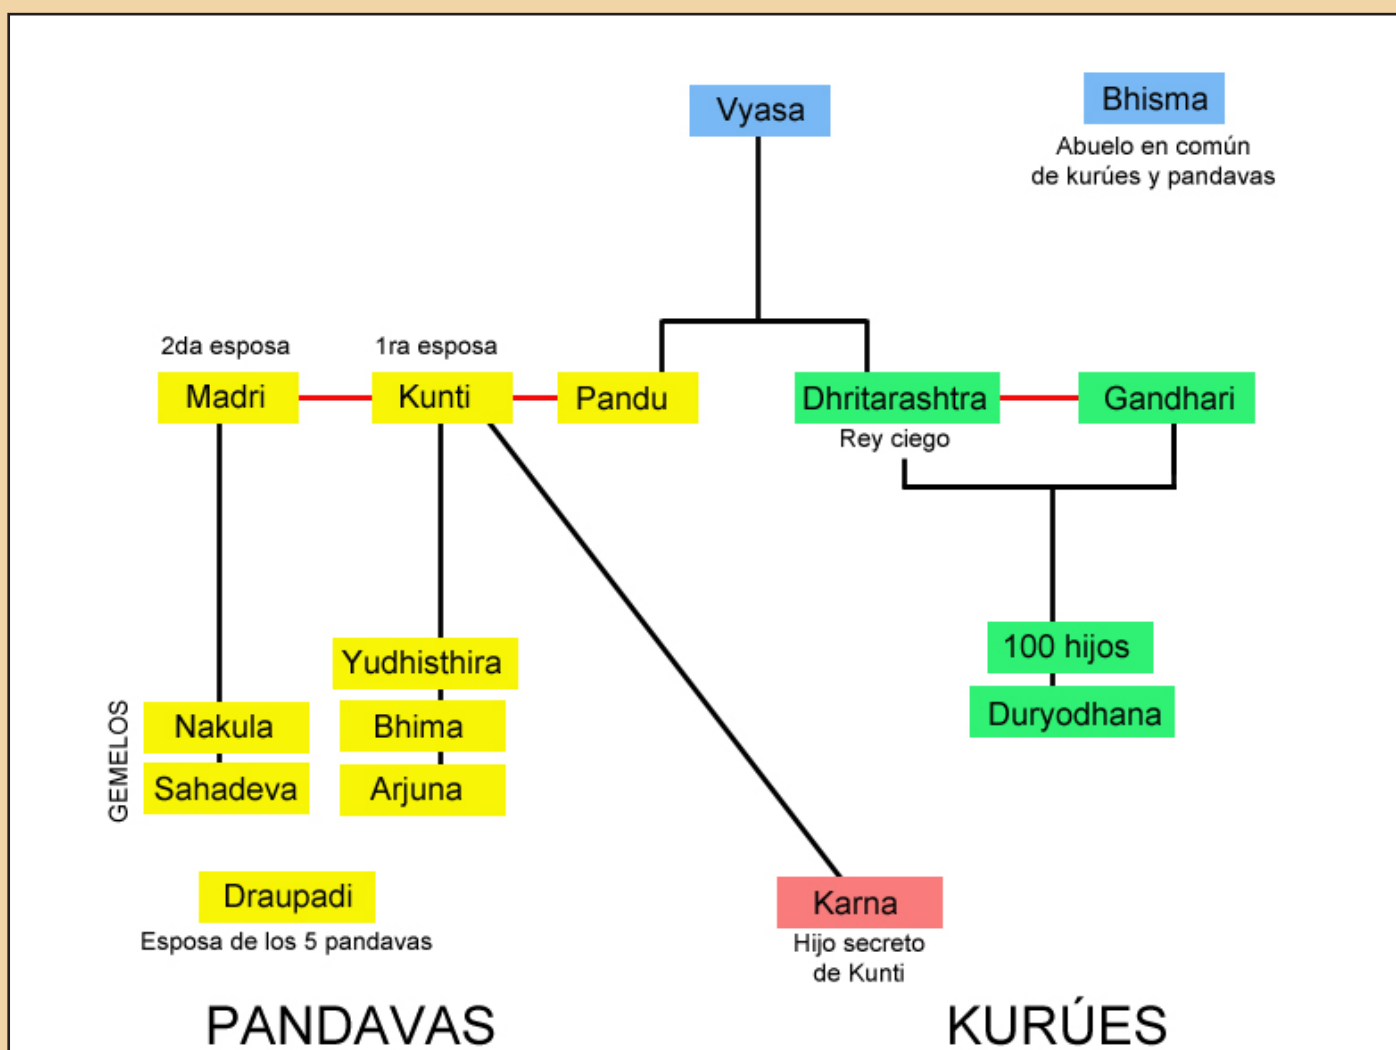 Vyasa
Bhisma
Abuelo en común
de kurúes y pandavas
2da esposa
1ra esposa
Madri
Kunti
Pandu
Dhritarashtra
Gandhari
Rey ciego
Yudhisthira
100 hijos
GEMELOS
Nakula
Bhima
Duryodhana
Sahadeva
Arjuna
Draupadi
Esposa de los 5 pandavas
Karna
Hijo secreto
de Kunti
PANDAVAS
KURÚES